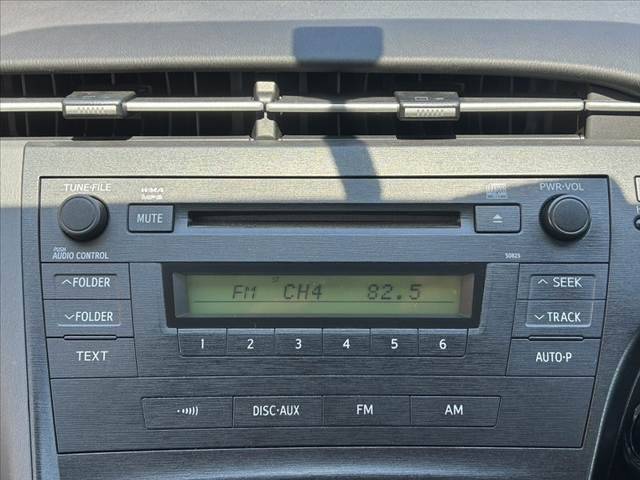 TUNE•FILE
WMA
MP3
PWR•VOL
MUTE
PUSH
AUDIO CONTROL
50825
FOLDER
SEEK
ST
FM CH4 82.5
FOLDER
TRACK
1 2 3 4 5 6
TEXT
AUTO•P
DISC•AUX
FM
AM